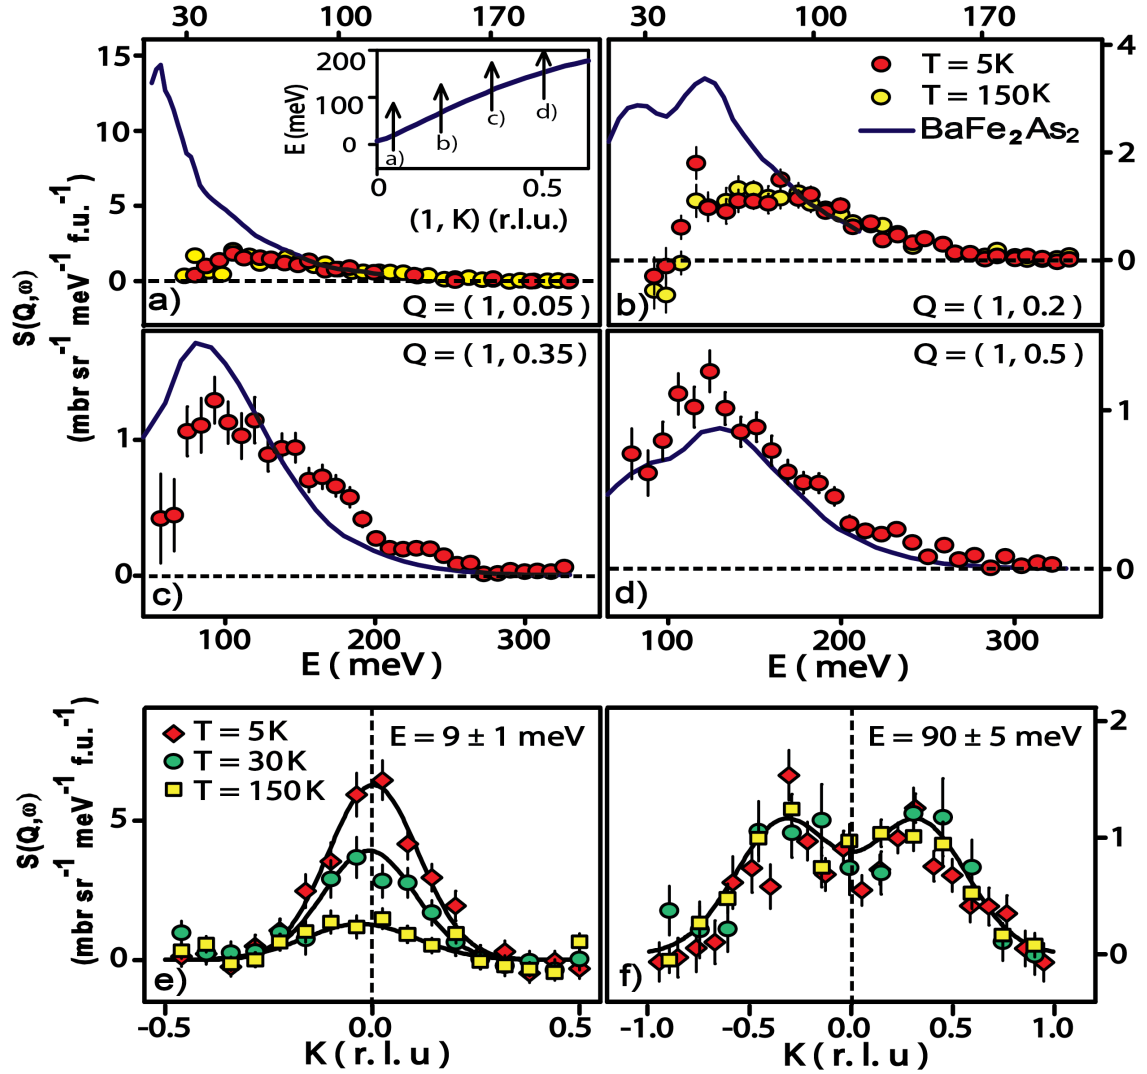 30 100 170 30 100 170
15
10
5
0
200
100
0
E (meV)
a)
b)
c)
d)
0 0.5
(1, K) (r.l.u.)
a)
Q = ( 1, 0.05)
T = 5K
T = 150K
BaFe₂As₂
4
2
0
b)
Q = ( 1, 0.2)
S(Q,ω)
(mbr sr⁻¹ meV⁻¹ f.u.⁻¹)
Q = ( 1, 0.35)
1
0
c)
Q = ( 1, 0.5)
1
0
d)
100 200 300 100 200 300
E ( meV) E ( meV)
T = 5K
T = 30K
T = 150K
E = 9 ± 1 meV
5
0
e)
S(Q,ω)
(mbr sr⁻¹ meV⁻¹ f.u.⁻¹)
E = 90 ± 5 meV
2
1
0
f)
-0.5 0.0 0.5 -1.0 -0.5 0.0 0.5 1.0
K ( r. l. u ) K ( r. l. u )